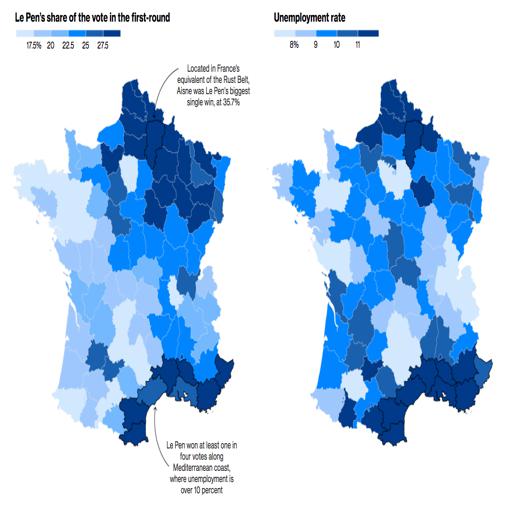 Le Pen's share of the vote in the first-round
17.5% 20 22.5 25 27.5
Located in France's
equivalent of the Rust Belt,
Aisne was Le Pen's biggest
single win, at 35.7%
Le Pen won at least one in
four votes along
Mediterranean coast,
where unemployment is
over 10 percent
Unemployment rate
8% 9 10 11